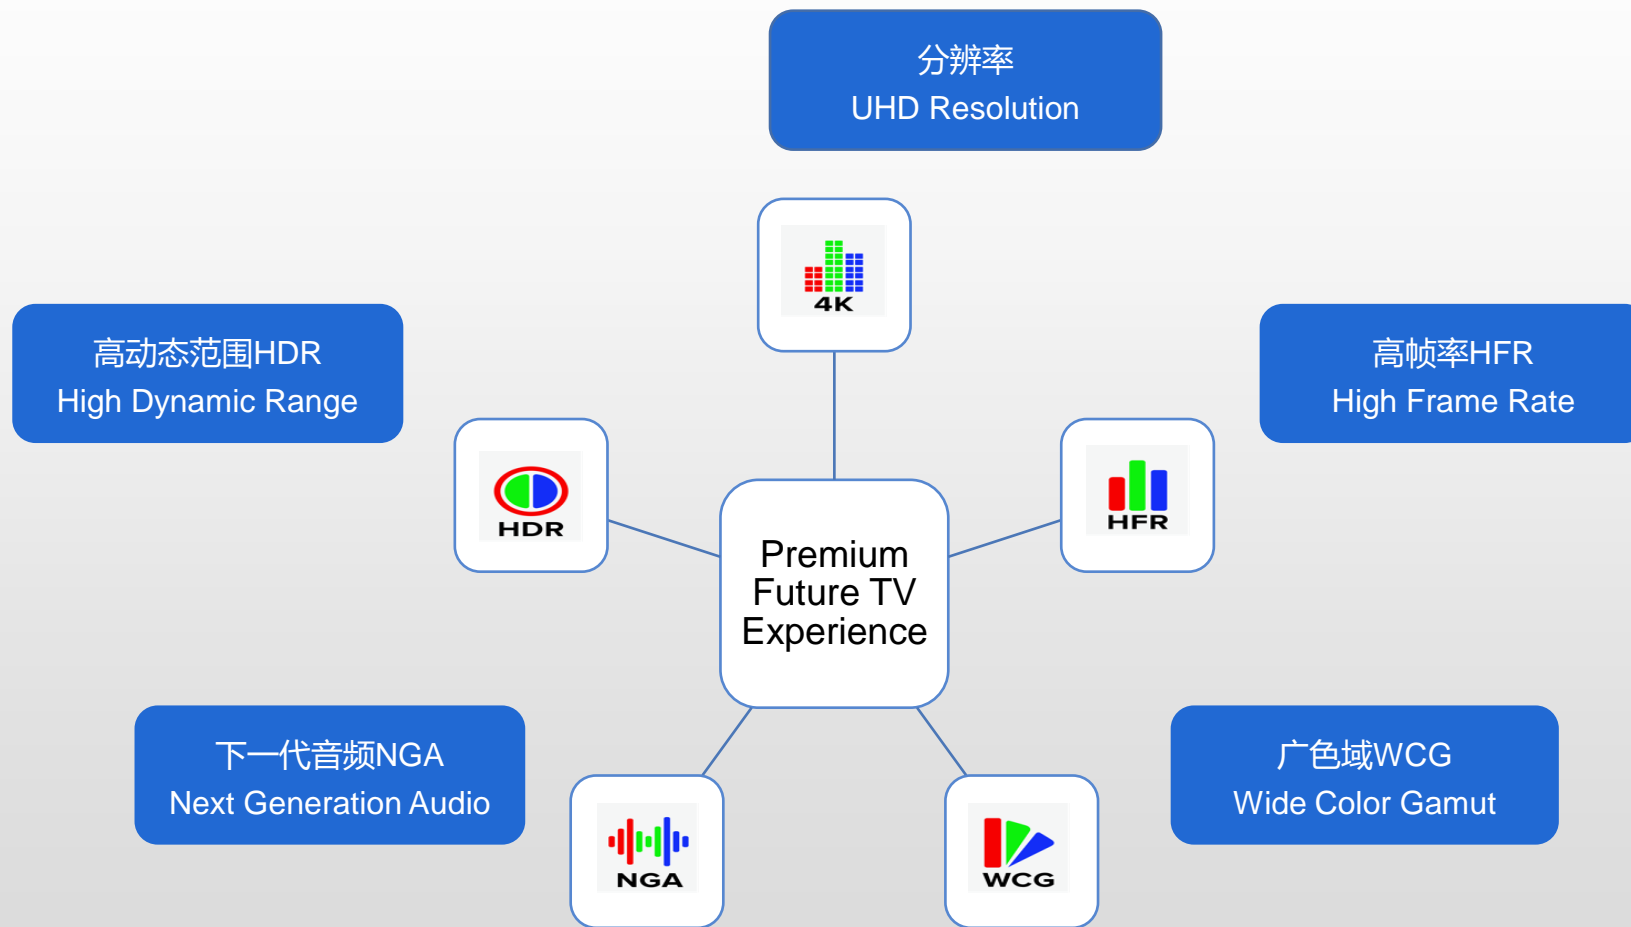 分辨率
UHD Resolution
4K
高动态范围HDR
High Dynamic Range
高帧率HFR
High Frame Rate
HDR
HFR
Premium
Future TV
Experience
下一代音频NGA
Next Generation Audio
广色域WCG
Wide Color Gamut
NGA
WCG